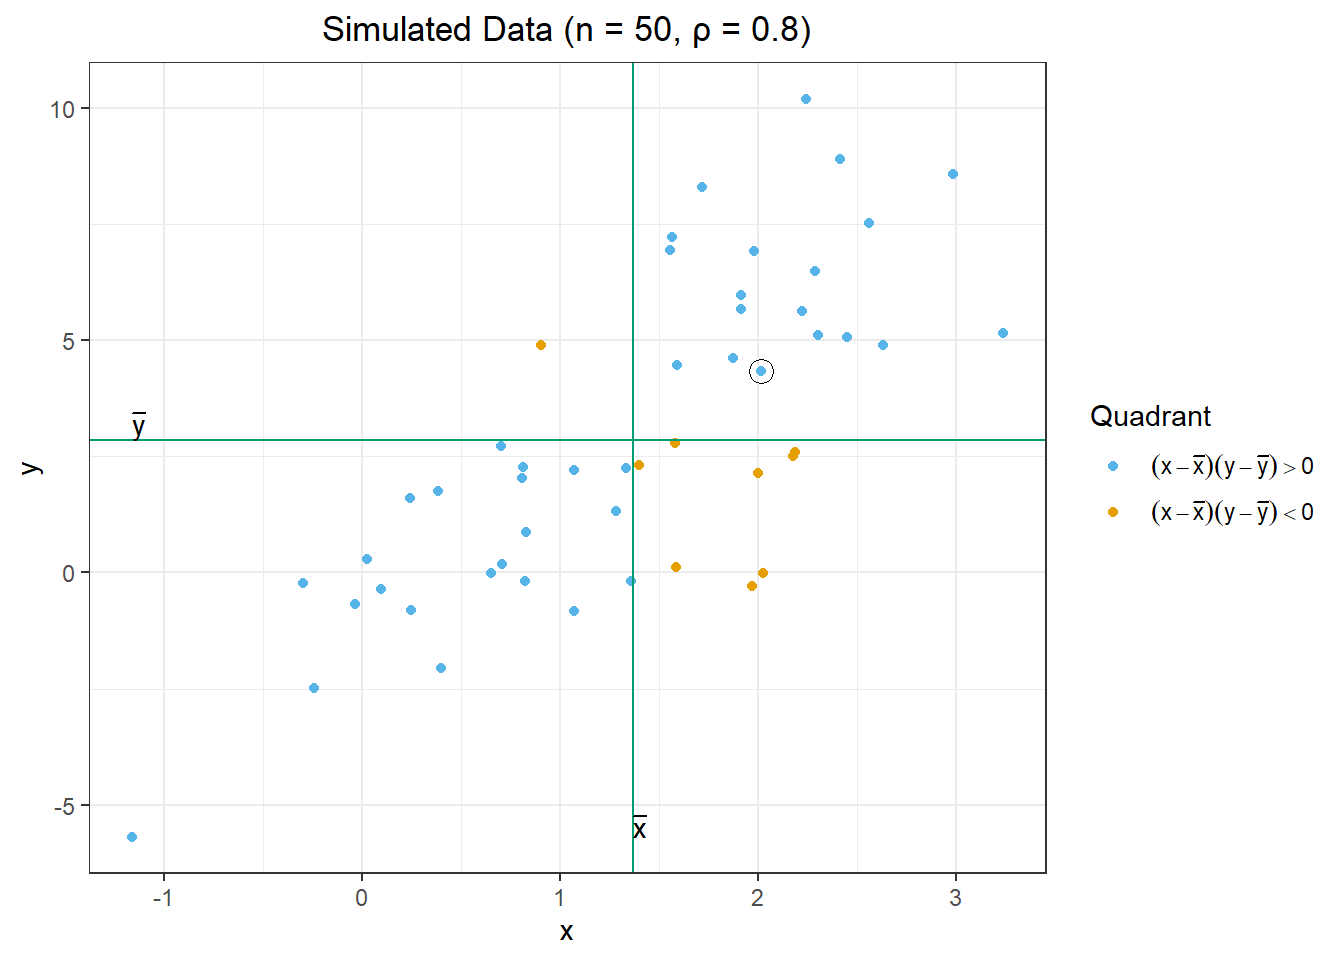 Simulated Data (n = 50, ρ = 0.8)
10
5
0
-5
y
y̅
x̅
-1
0
1
2
3
x
Quadrant
(x − x̅)(y − y̅) > 0
(x − x̅)(y − y̅) < 0